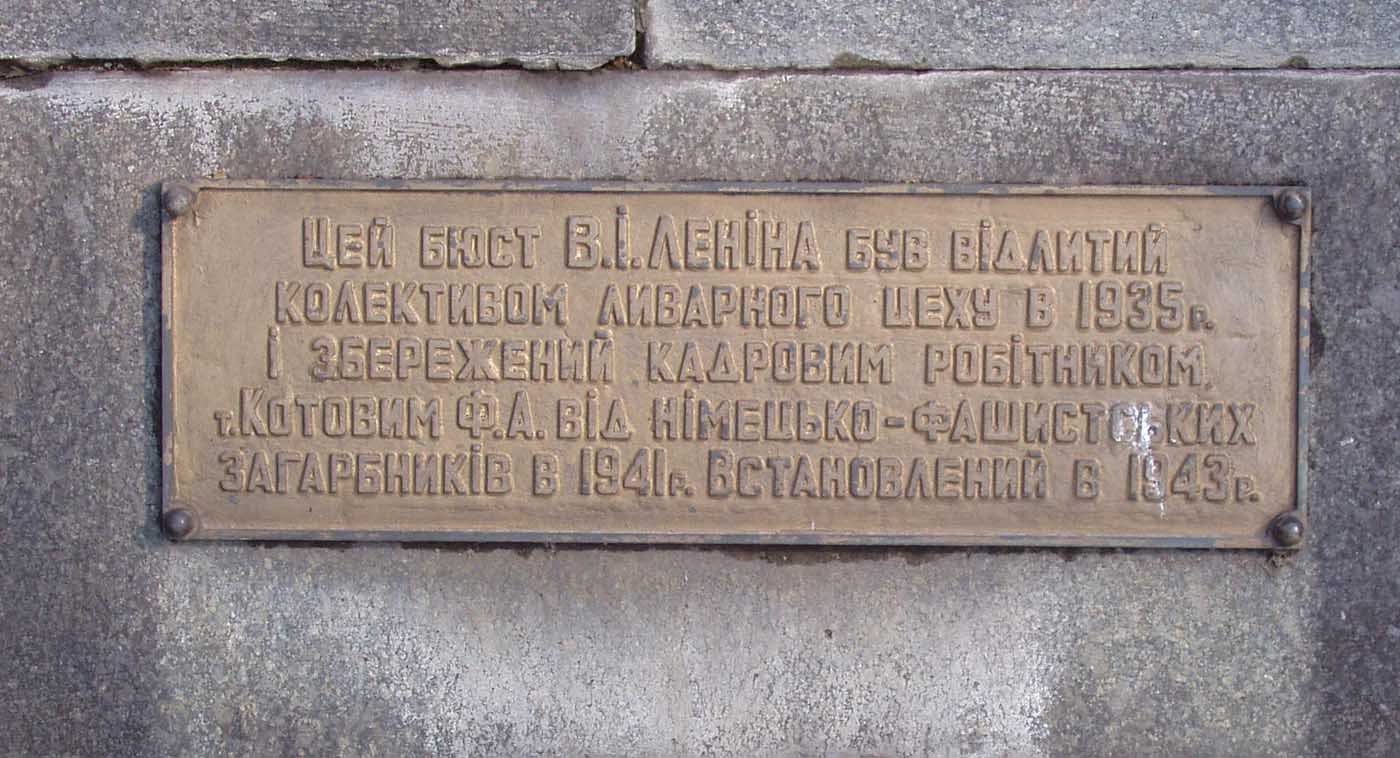 Цей бюст В.І.Леніна був відлитий
колективом ливарного цеху в 1935р.
і збережений кадровим робітником
т.Котовим Ф.А. від німецько-фашистських
загарбників в 1941р. Встановлений в 1943р.